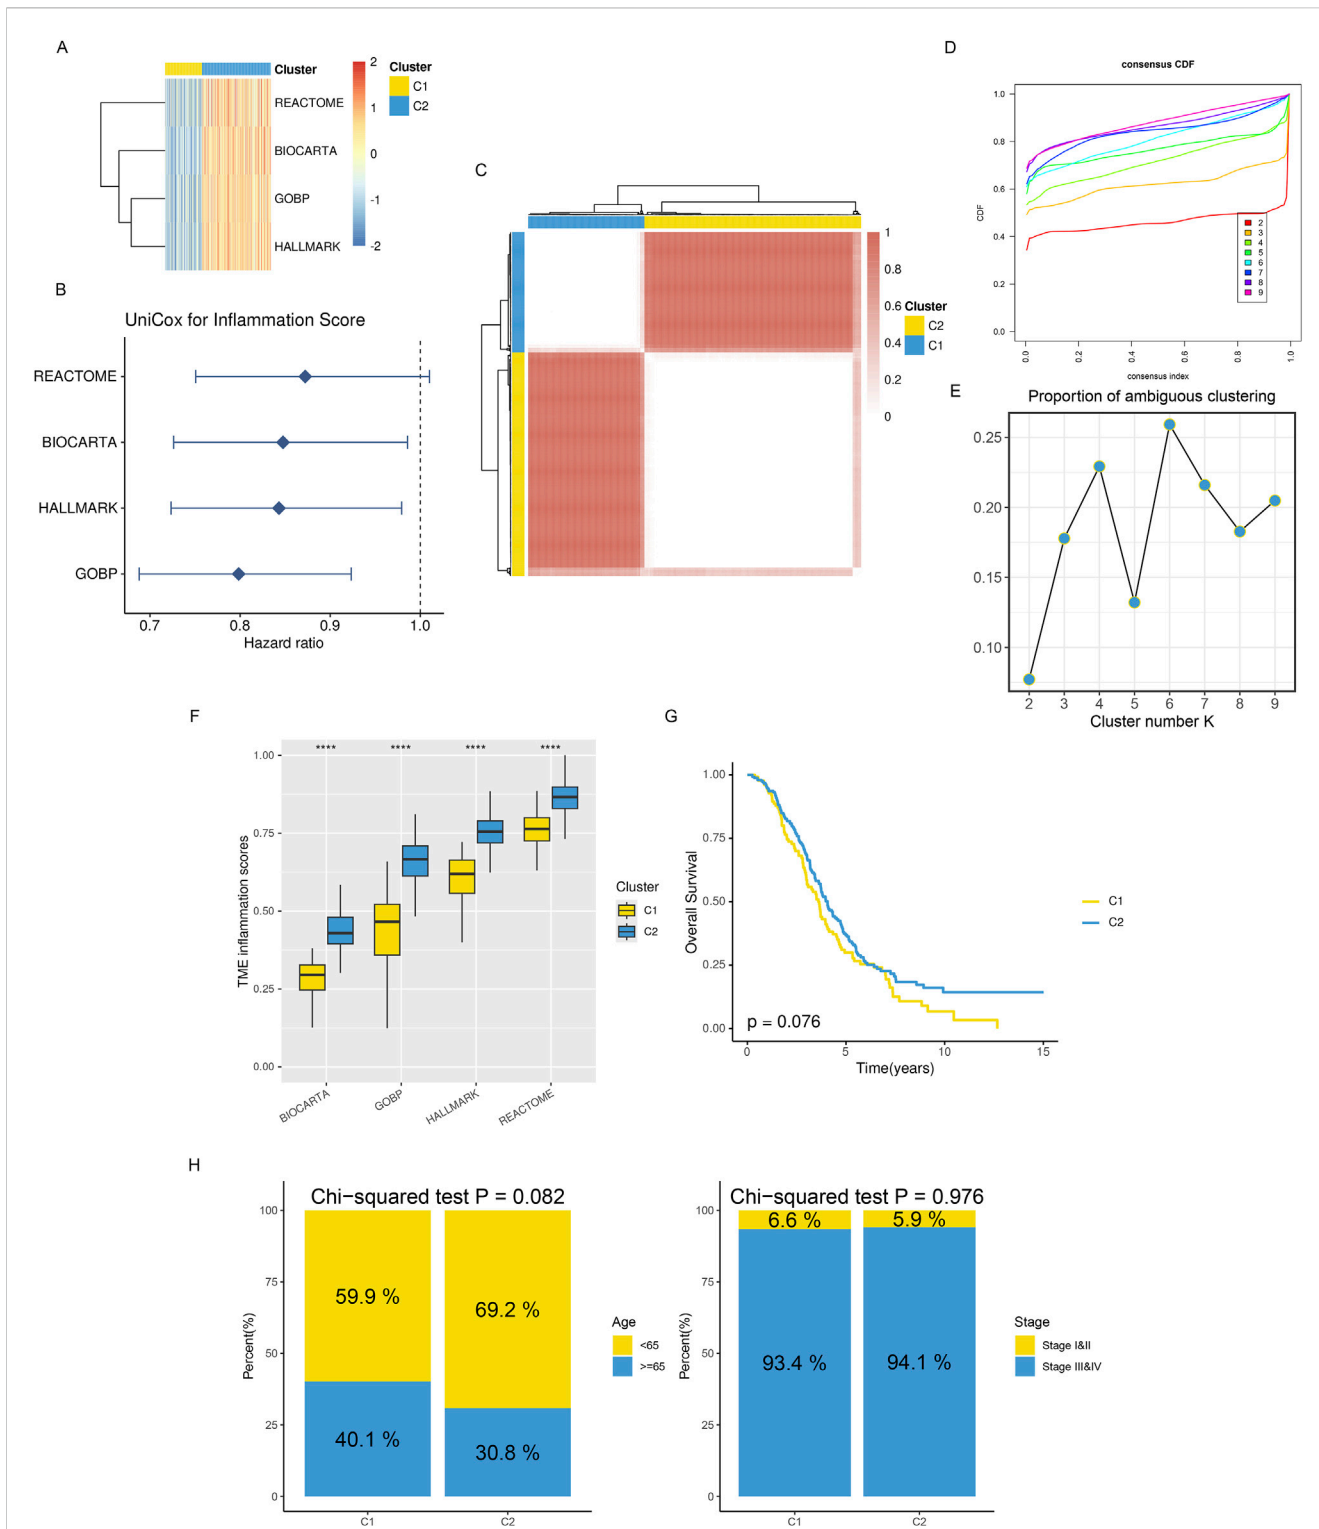 A
Cluster
REACTOME
BIOCARTA
GOBP
HALLMARK
2
1
0
-1
-2
Cluster
C1
C2
B
UniCox for Inflammation Score
REACTOME
BIOCARTA
HALLMARK
GOBP
0.7 0.8 0.9 1.0
Hazard ratio
C
1
0.8
0.6
0.4
0.2
0
Cluster
C2
C1
D
consensus CDF
1.0
0.8
0.6
0.4
0.2
0.0
CDF
0.0 0.2 0.4 0.6 0.8 1.0
consensus index
2
3
4
5
6
7
8
9
E
Proportion of ambiguous clustering
0.25
0.20
0.15
0.10
2 3 4 5 6 7 8 9
Cluster number K
F
TME inflammation scores
1.00
0.75
0.50
0.25
0.00
**** **** **** ****
BIOCARTA GOBP HALLMARK REACTOME
Cluster
C1
C2
G
Overall Survival
1.00
0.75
0.50
0.25
0.00
p = 0.076
0 5 10 15
Time(years)
C1
C2
H
Chi−squared test P = 0.082
Percent(%)
100
75
50
25
0
59.9 % 69.2 %
40.1 % 30.8 %
C1 C2
Age
<65
>=65
Chi−squared test P = 0.976
Percent(%)
100
75
50
25
0
6.6 % 5.9 %
93.4 % 94.1 %
C1 C2
Stage
Stage I&II
Stage III&IV